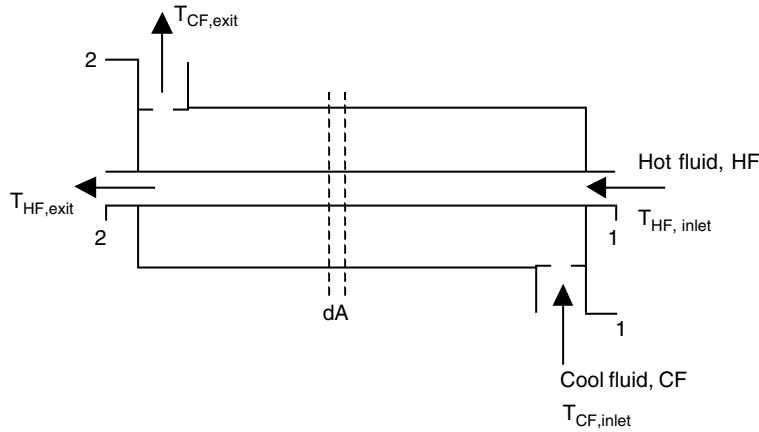 T_CF,exit
2
Hot fluid, HF
T_HF,exit
T_HF, inlet
2
1
dA
1
Cool fluid, CF
T_CF,inlet